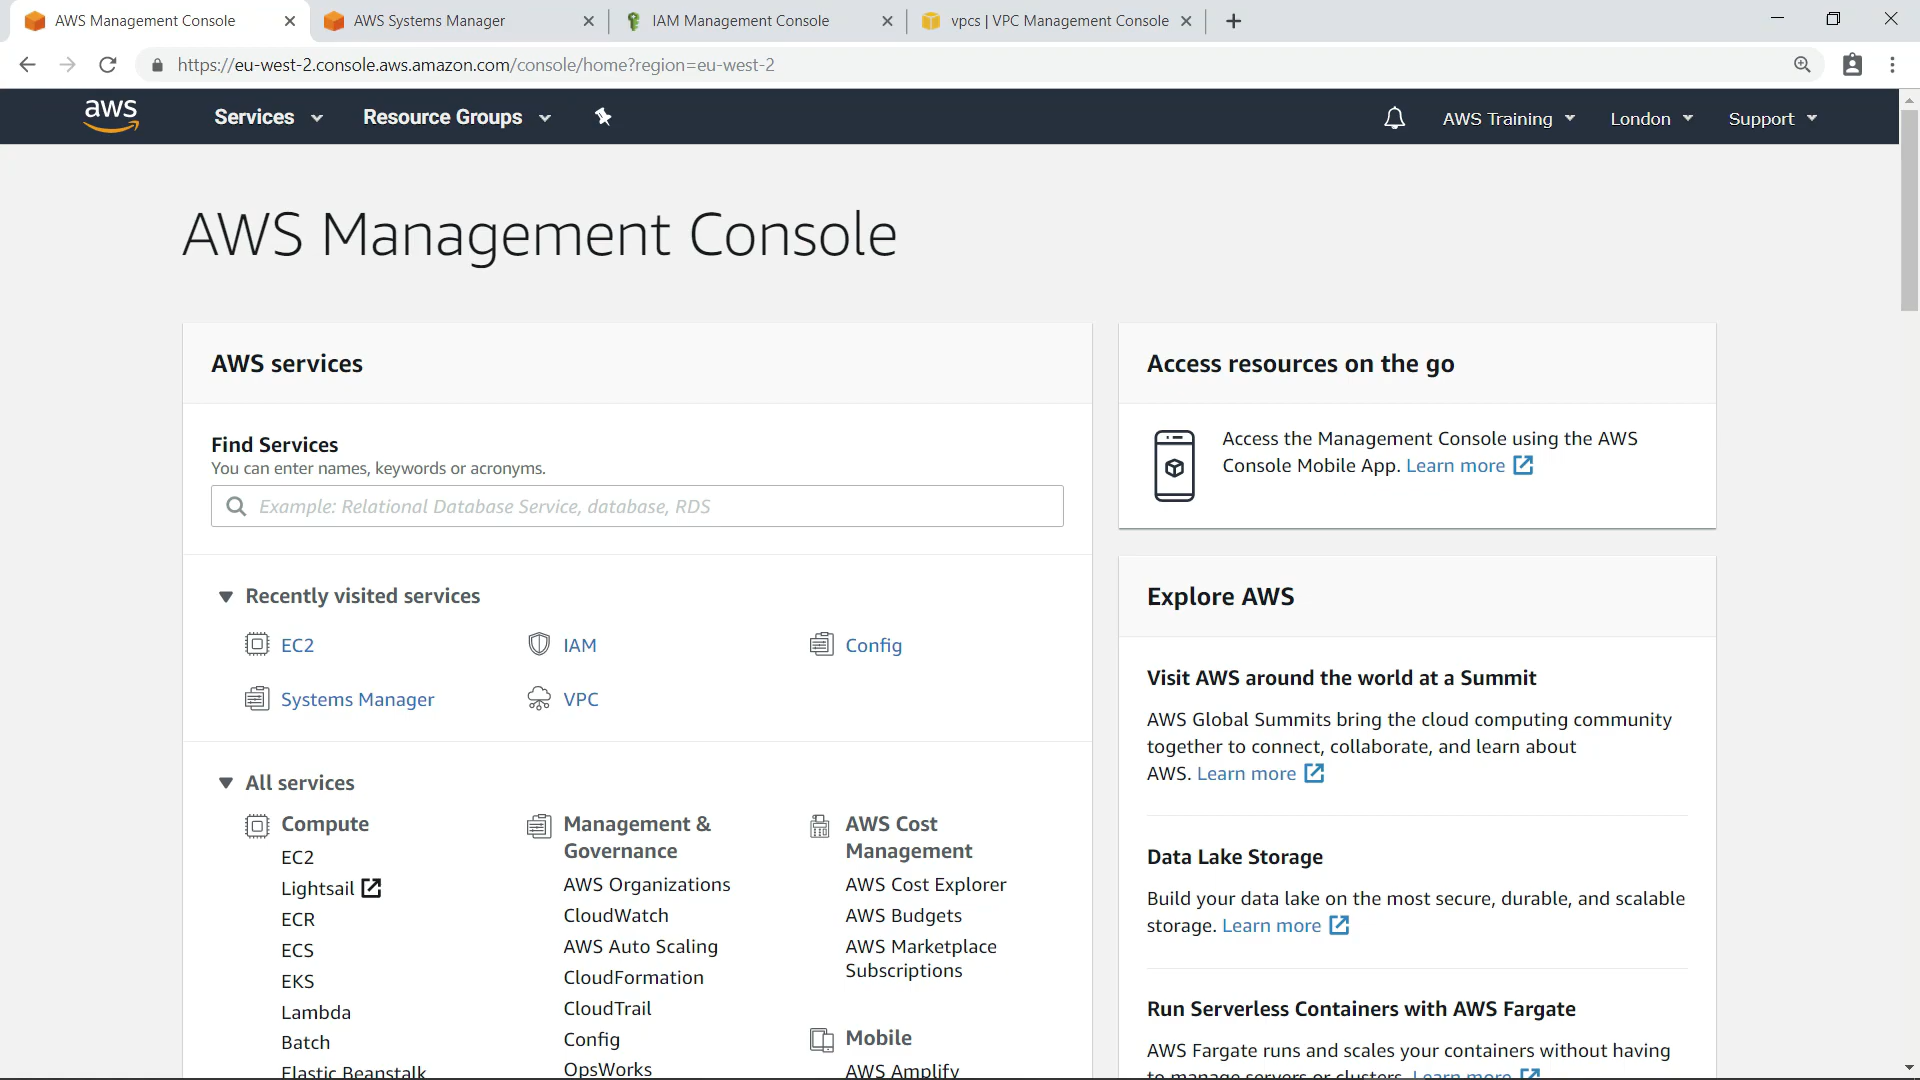 AWS Management Console
AWS Systems Manager
IAM Management Console
vpcs | VPC Management Console
https://eu-west-2.console.aws.amazon.com/console/home?region=eu-west-2
aws
Services
Resource Groups
AWS Training
London
Support
AWS Management Console
AWS services
Find Services
You can enter names, keywords or acronyms.
Example: Relational Database Service, database, RDS
Recently visited services
EC2
IAM
Config
Systems Manager
VPC
All services
Compute
EC2
Lightsail
ECR
ECS
EKS
Lambda
Batch
Elastic Beanstalk
Management &
Governance
AWS Organizations
CloudWatch
AWS Auto Scaling
CloudFormation
CloudTrail
Config
OpsWorks
AWS Cost
Management
AWS Cost Explorer
AWS Budgets
AWS Marketplace
Subscriptions
Mobile
AWS Amplify
Access resources on the go
Access the Management Console using the AWS
Console Mobile App. Learn more
Explore AWS
Visit AWS around the world at a Summit
AWS Global Summits bring the cloud computing community
together to connect, collaborate, and learn about
AWS. Learn more
Data Lake Storage
Build your data lake on the most secure, durable, and scalable
storage. Learn more
Run Serverless Containers with AWS Fargate
AWS Fargate runs and scales your containers without having
to manage servers or clusters. Learn more